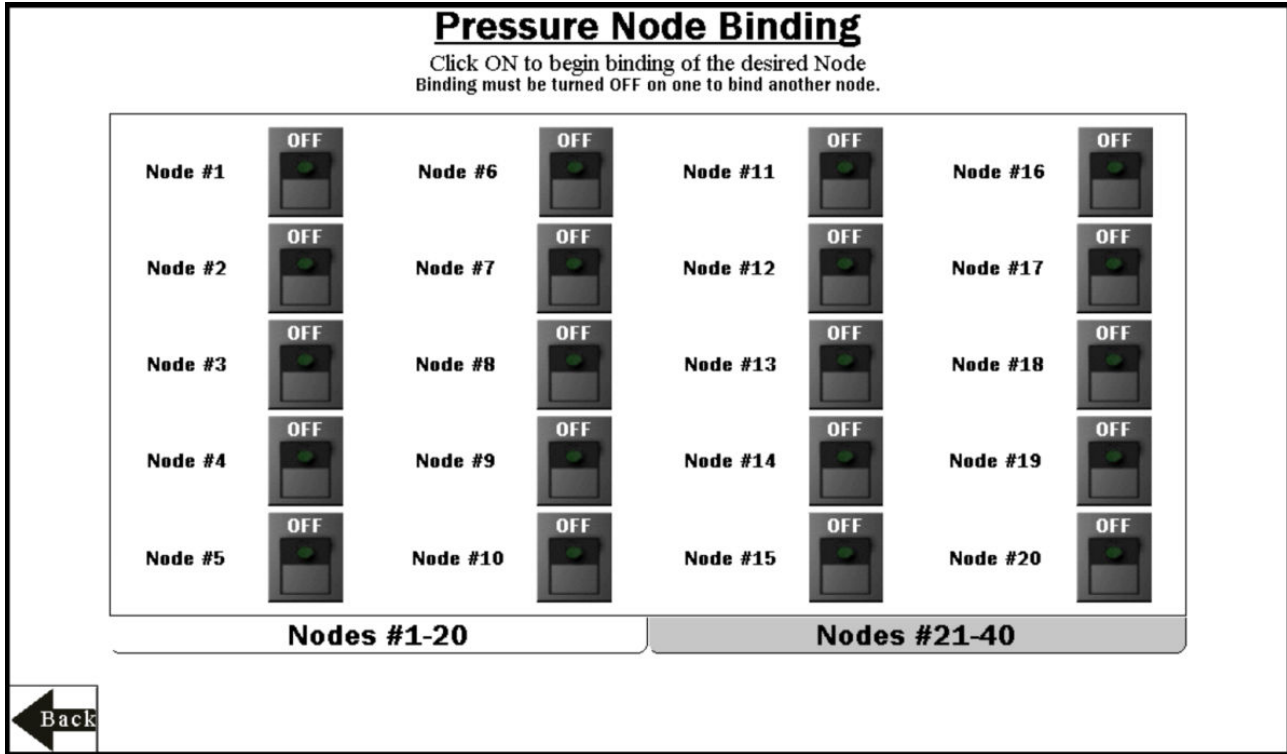 Pressure Node Binding
Click ON to begin binding of the desired Node
Binding must be turned OFF on one to bind another node.
OFF OFF OFF OFF
Node #1 Node #6 Node #11 Node #16
OFF OFF OFF OFF
Node #2 Node #7 Node #12 Node #17
OFF OFF OFF OFF
Node #3 Node #8 Node #13 Node #18
OFF OFF OFF OFF
Node #4 Node #9 Node #14 Node #19
OFF OFF OFF OFF
Node #5 Node #10 Node #15 Node #20
Nodes #1-20 Nodes #21-40
Back